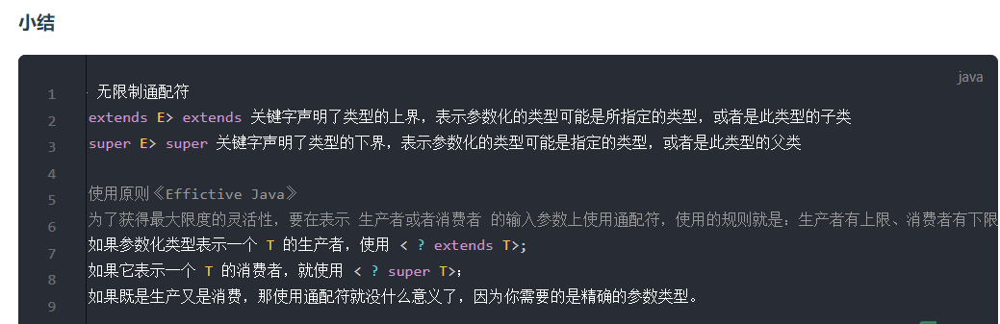 小结
java
1 无限制通配符
2 extends E> extends 关键字声明了类型的上界，表示参数化的类型可能是所指定的类型，或者是此类型的子类
3 super E> super 关键字声明了类型的下界，表示参数化的类型可能是指定的类型，或者是此类型的父类
4
5 使用原则《Effictive Java》
6 为了获得最大限度的灵活性，要在表示 生产者或者消费者 的输入参数上使用通配符，使用的规则就是：生产者有上限、消费者有下限
7 如果参数化类型表示一个 T 的生产者，使用 < ? extends T>;
8 如果它表示一个 T 的消费者，就使用 < ? super T>；
9 如果既是生产又是消费，那使用通配符就没什么意义了，因为你需要的是精确的参数类型。